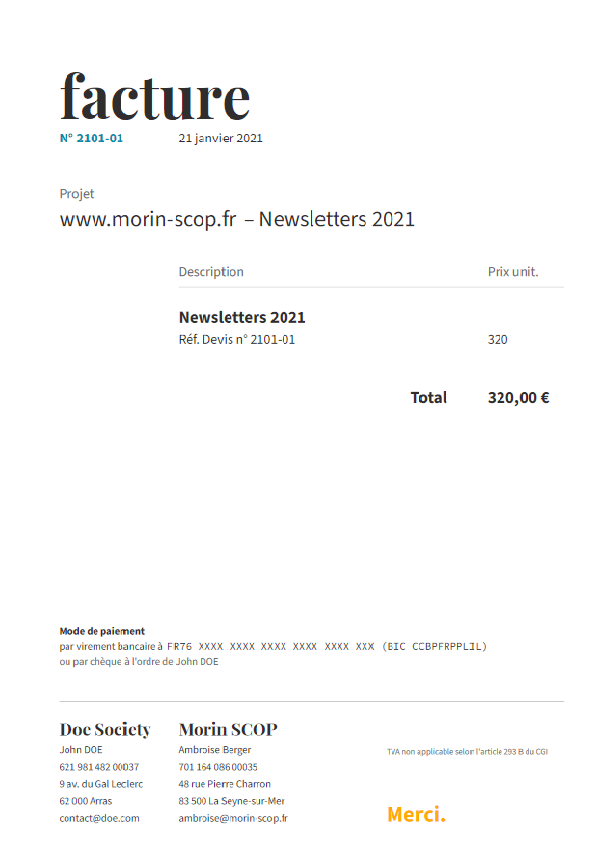 facture
N° 2101-01 21 janvier 2021
Projet
www.morin-scop.fr – Newsletters 2021
Description Prix unit.
Newsletters 2021
Réf. Devis n° 2101-01 320
Total 320,00 €
Mode de paiement
par virement bancaire à FR76 XXXX XXXX XXXX XXXX XXXX XXX (BIC CCBPFRPPLIL)
ou par chèque à l'ordre de John DOE
Doe Society Morin SCOP
John DOE Ambroise Berger
621 981 482 00037 701 164 086 00035
TVA non applicable selon l'article 293 B du CGI
9 av. du Gal Leclerc 48 rue Pierre Charron
62 000 Arras 83 500 La Seyne-sur-Mer
contact@doe.com ambroise@morin-scop.fr
Merci.